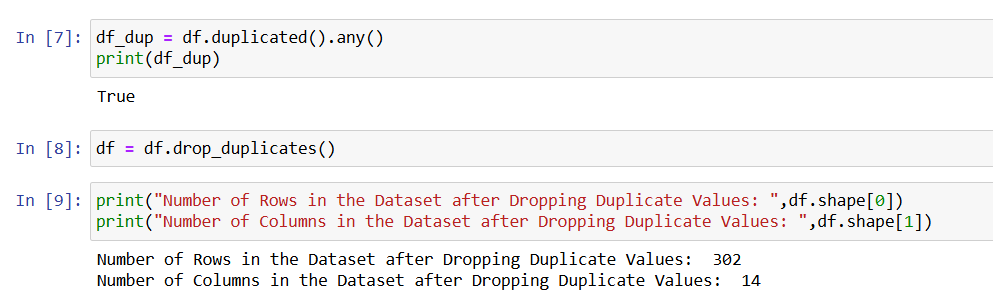 In [7]: df_dup = df.duplicated().any()
print(df_dup)
True
In [8]: df = df.drop_duplicates()
In [9]: print("Number of Rows in the Dataset after Dropping Duplicate Values: ",df.shape[0])
print("Number of Columns in the Dataset after Dropping Duplicate Values: ",df.shape[1])
Number of Rows in the Dataset after Dropping Duplicate Values:  302
Number of Columns in the Dataset after Dropping Duplicate Values:  14